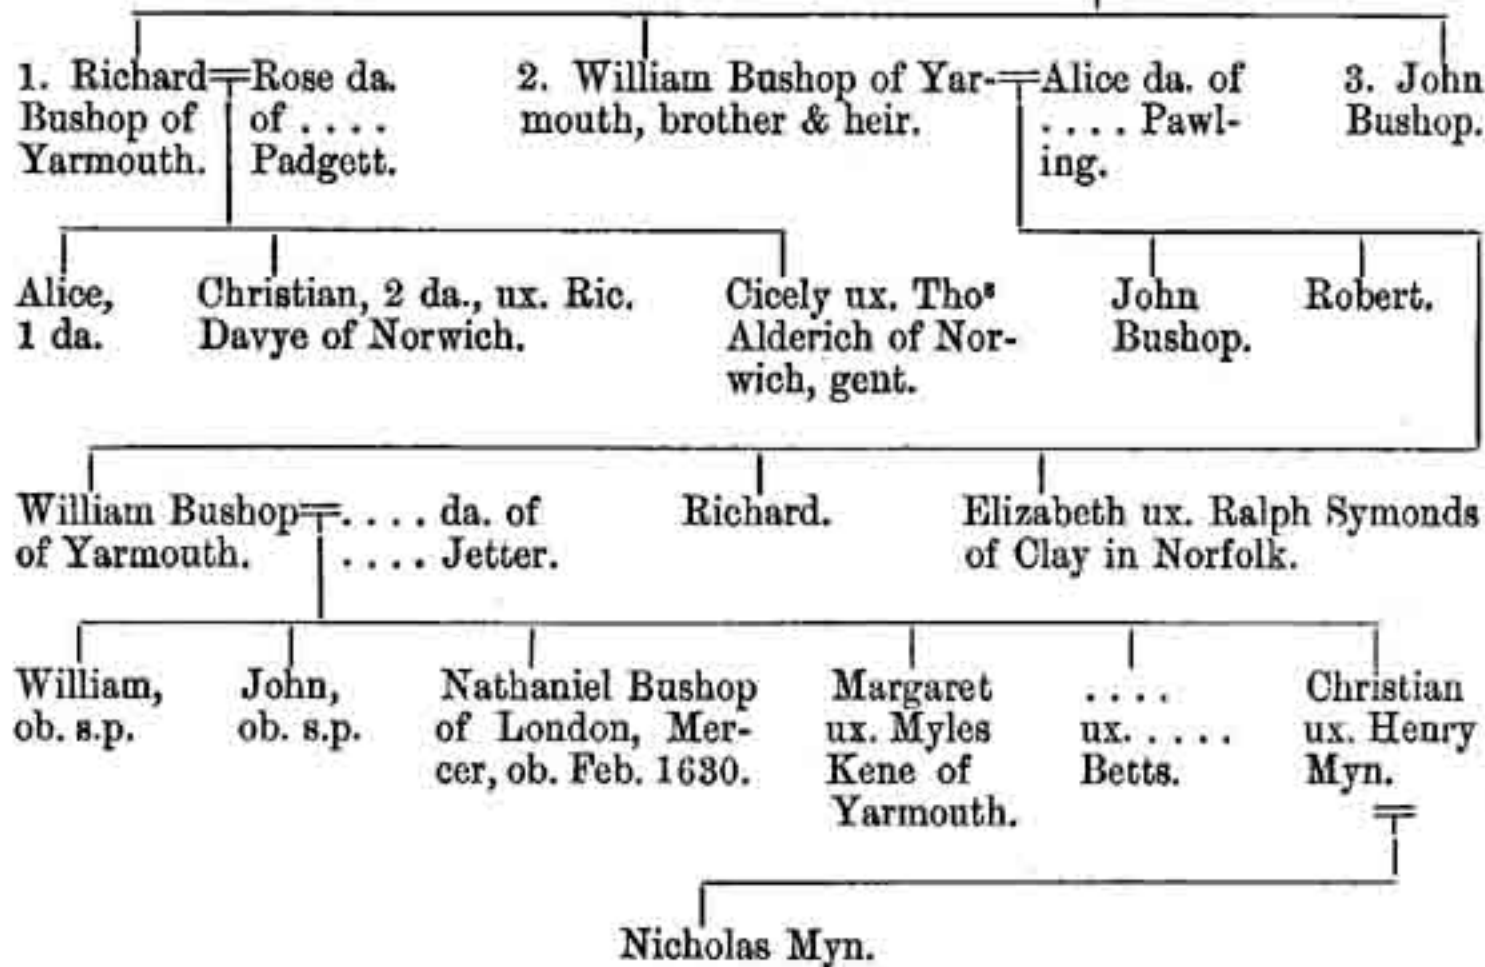 1. Richard Rose da.
Bushop of of . . . .
Yarmouth. Padgett.
2. William Bushop of Yar-
mouth, brother & heir.
Alice da. of
. . . . Pawl-
ing.
3. John
Bushop.
Alice,
1 da.
Christian, 2 da., ux. Ric.
Davye of Norwich.
Cicely ux. Thoˢ
Alderich of Nor-
wich, gent.
John
Bushop.
Robert.
William Bushop
of Yarmouth.
. . . . da. of
. . . . Jetter.
Richard.
Elizabeth ux. Ralph Symonds
of Clay in Norfolk.
William,
ob. s.p.
John,
ob. s.p.
Nathaniel Bushop
of London, Mer-
cer, ob. Feb. 1630.
Margaret
ux. Myles
Kene of
Yarmouth.
. . . .
ux. . . . .
Betts.
Christian
ux. Henry
Myn.
Nicholas Myn.